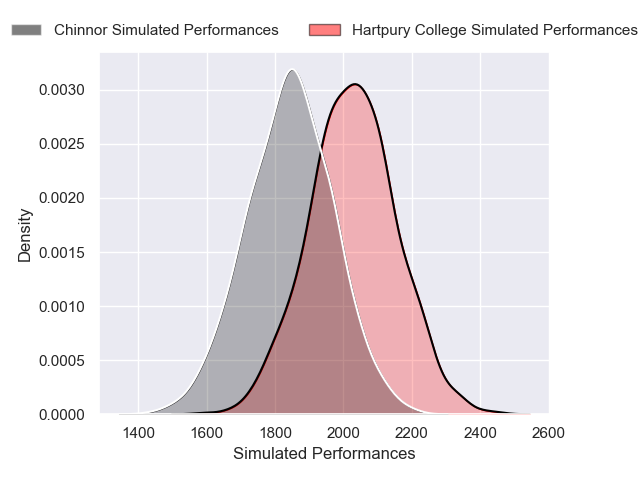 Chinnor Simulated Performances
Hartpury College Simulated Performances
0.0030
0.0025
0.0020
0.0015
0.0010
0.0005
0.0000
Density
1400 1600 1800 2000 2200 2400 2600
Simulated Performances